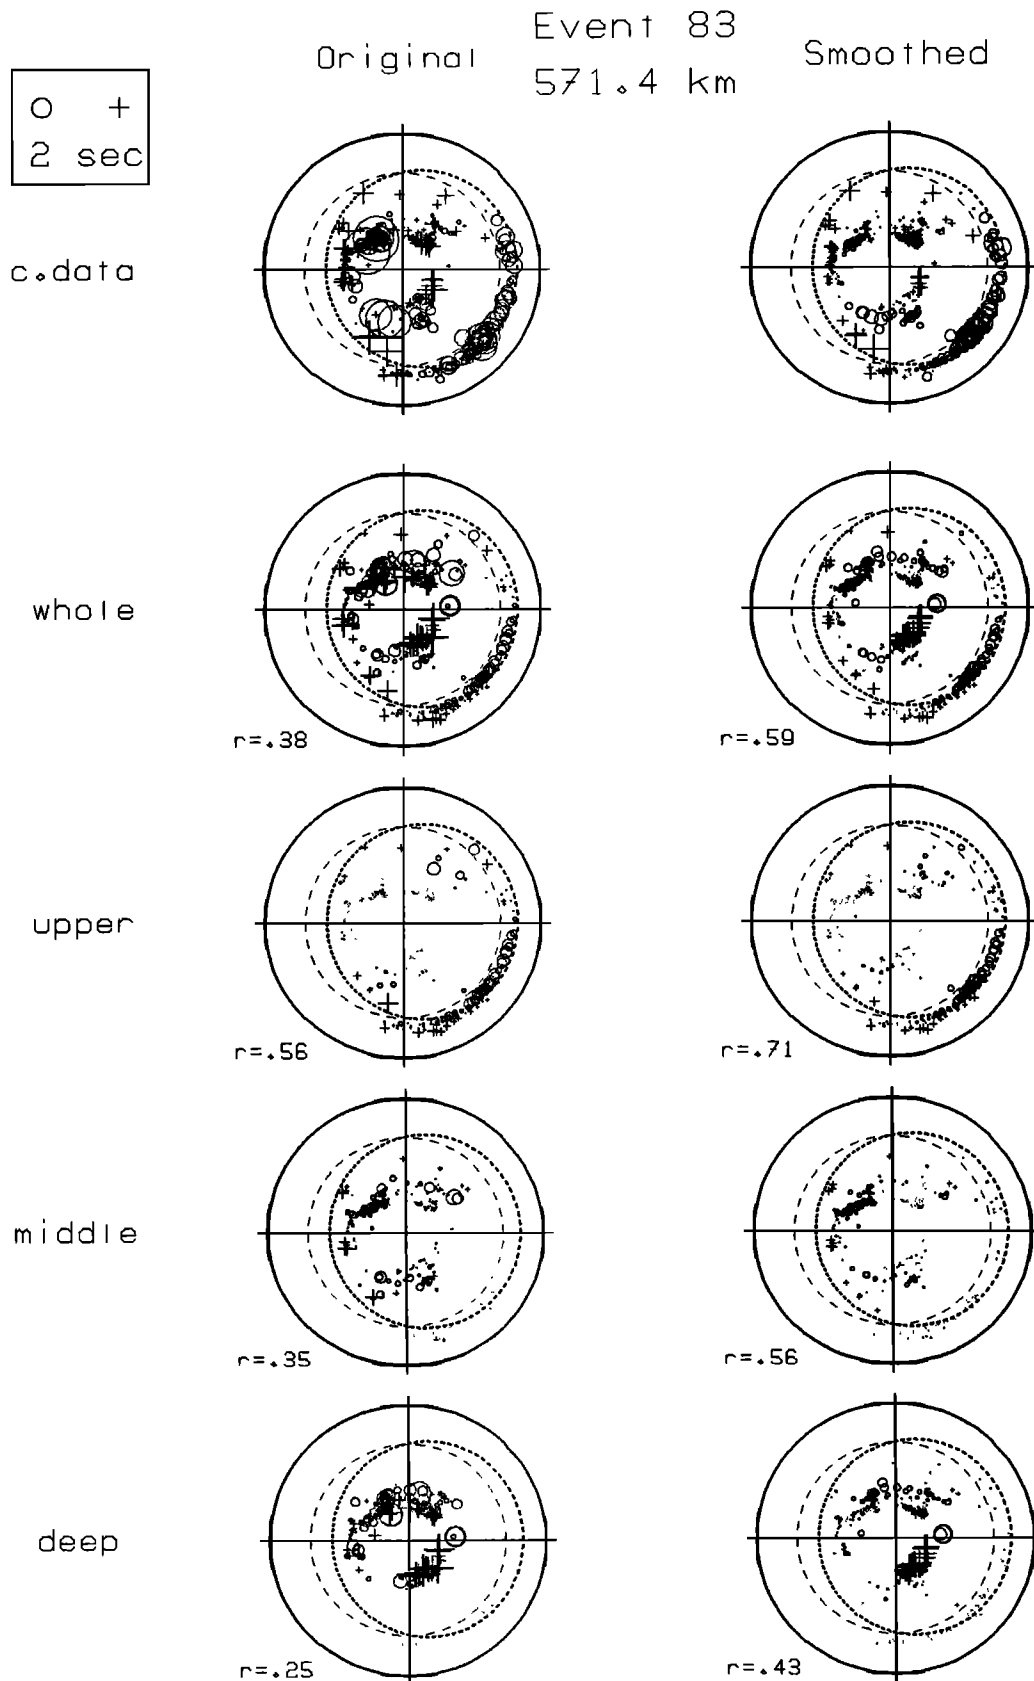 Event 83
Original
Smoothed
571.4 km
O +
2 sec
c.data
whole
r=.38
r=.59
upper
r=.56
r=.71
middle
r=.35
r=.56
deep
r=.25
r=.43